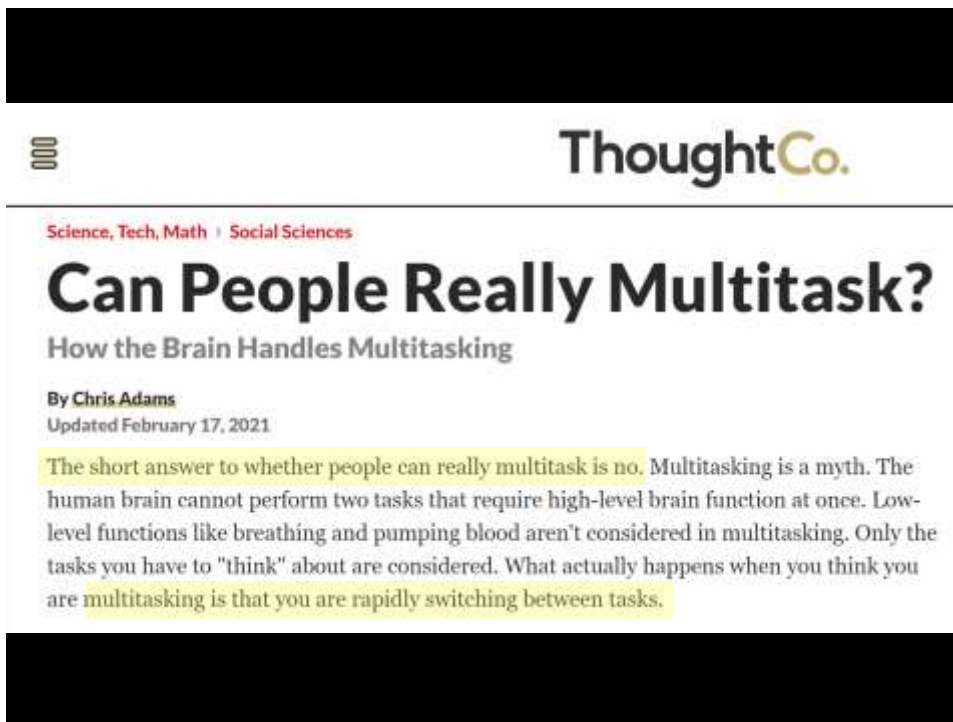 ThoughtCo.
Science, Tech, Math › Social Sciences
Can People Really Multitask?
How the Brain Handles Multitasking
By Chris Adams
Updated February 17, 2021
The short answer to whether people can really multitask is no. Multitasking is a myth. The
human brain cannot perform two tasks that require high-level brain function at once. Low-
level functions like breathing and pumping blood aren't considered in multitasking. Only the
tasks you have to "think" about are considered. What actually happens when you think you
are multitasking is that you are rapidly switching between tasks.